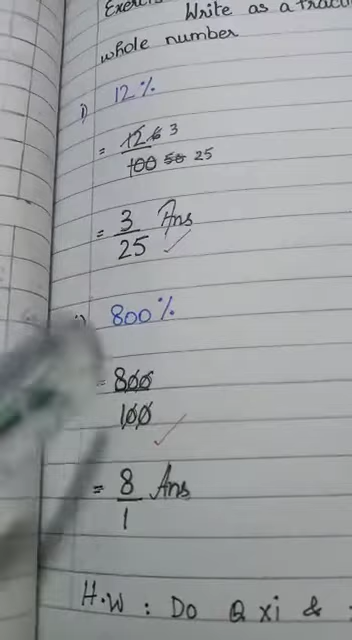 Write as a
whole number
i) 12%
= 12 6 3
100 50 25
= 3
25 Ans
800%
= 800
100
= 8 Ans
1
H.W : Do Q xi &